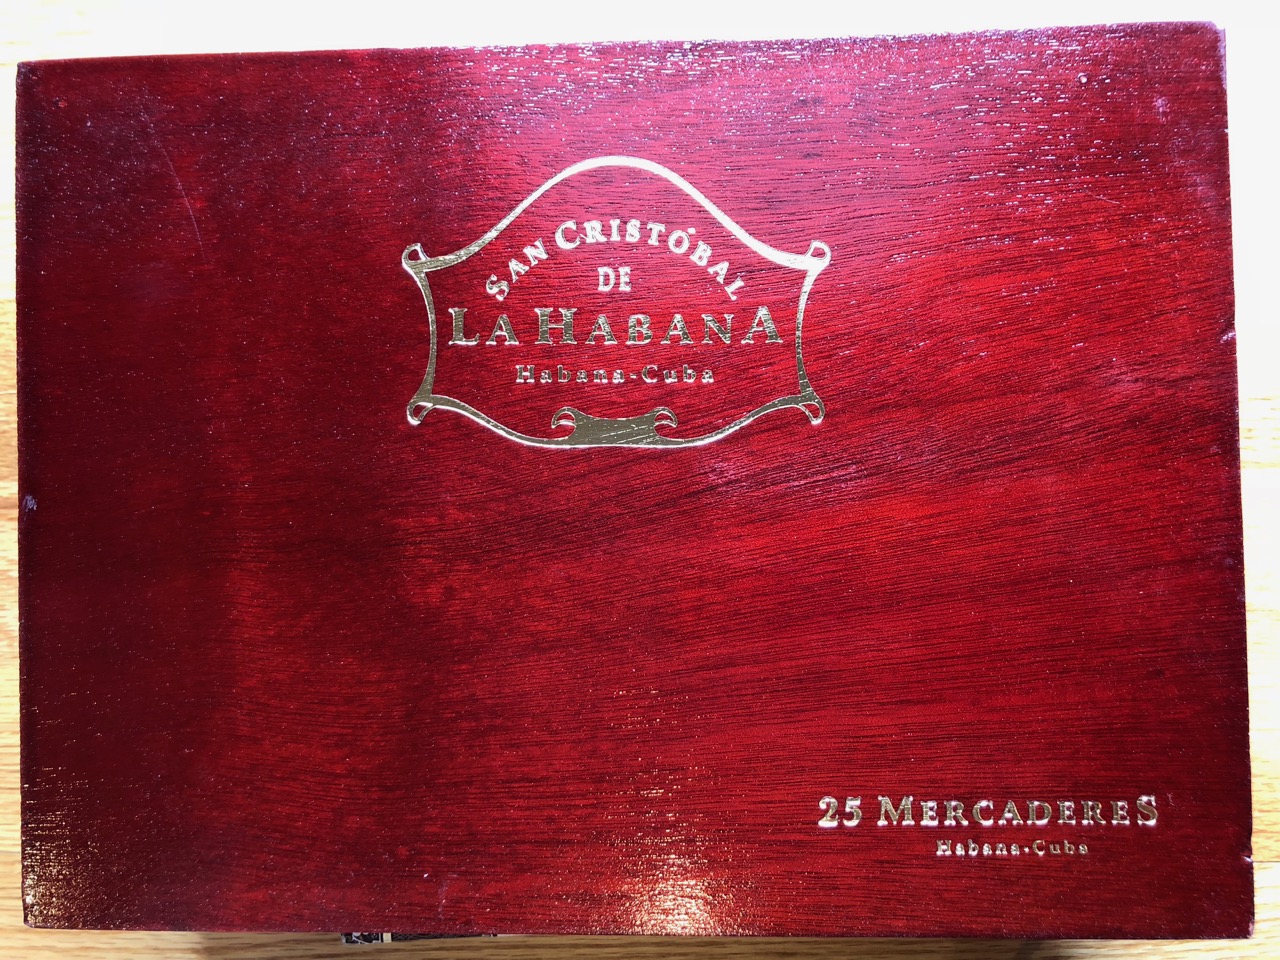 San Cristóbal
de
La Habana
Habana-Cuba
25 Mercaderes
Habana-Cuba